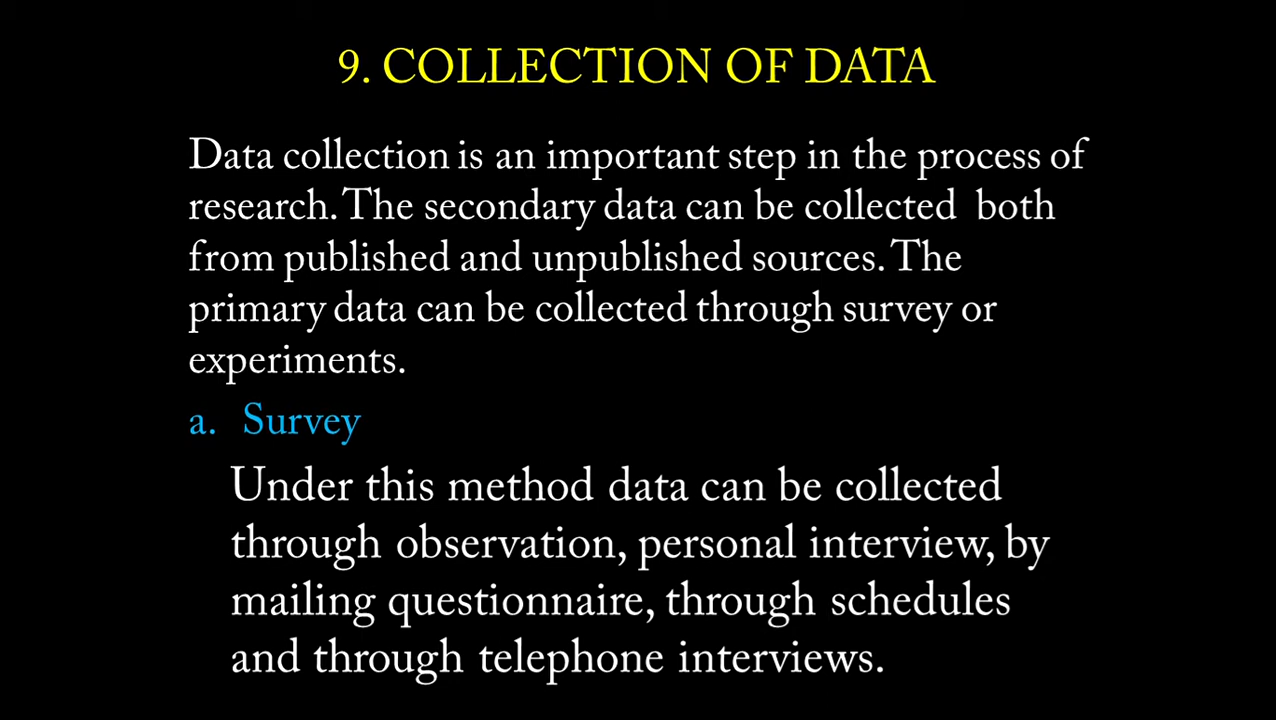 9. COLLECTION OF DATA
Data collection is an important step in the process of
research. The secondary data can be collected both
from published and unpublished sources. The
primary data can be collected through survey or
experiments.
a. Survey
Under this method data can be collected
through observation, personal interview, by
mailing questionnaire, through schedules
and through telephone interviews.